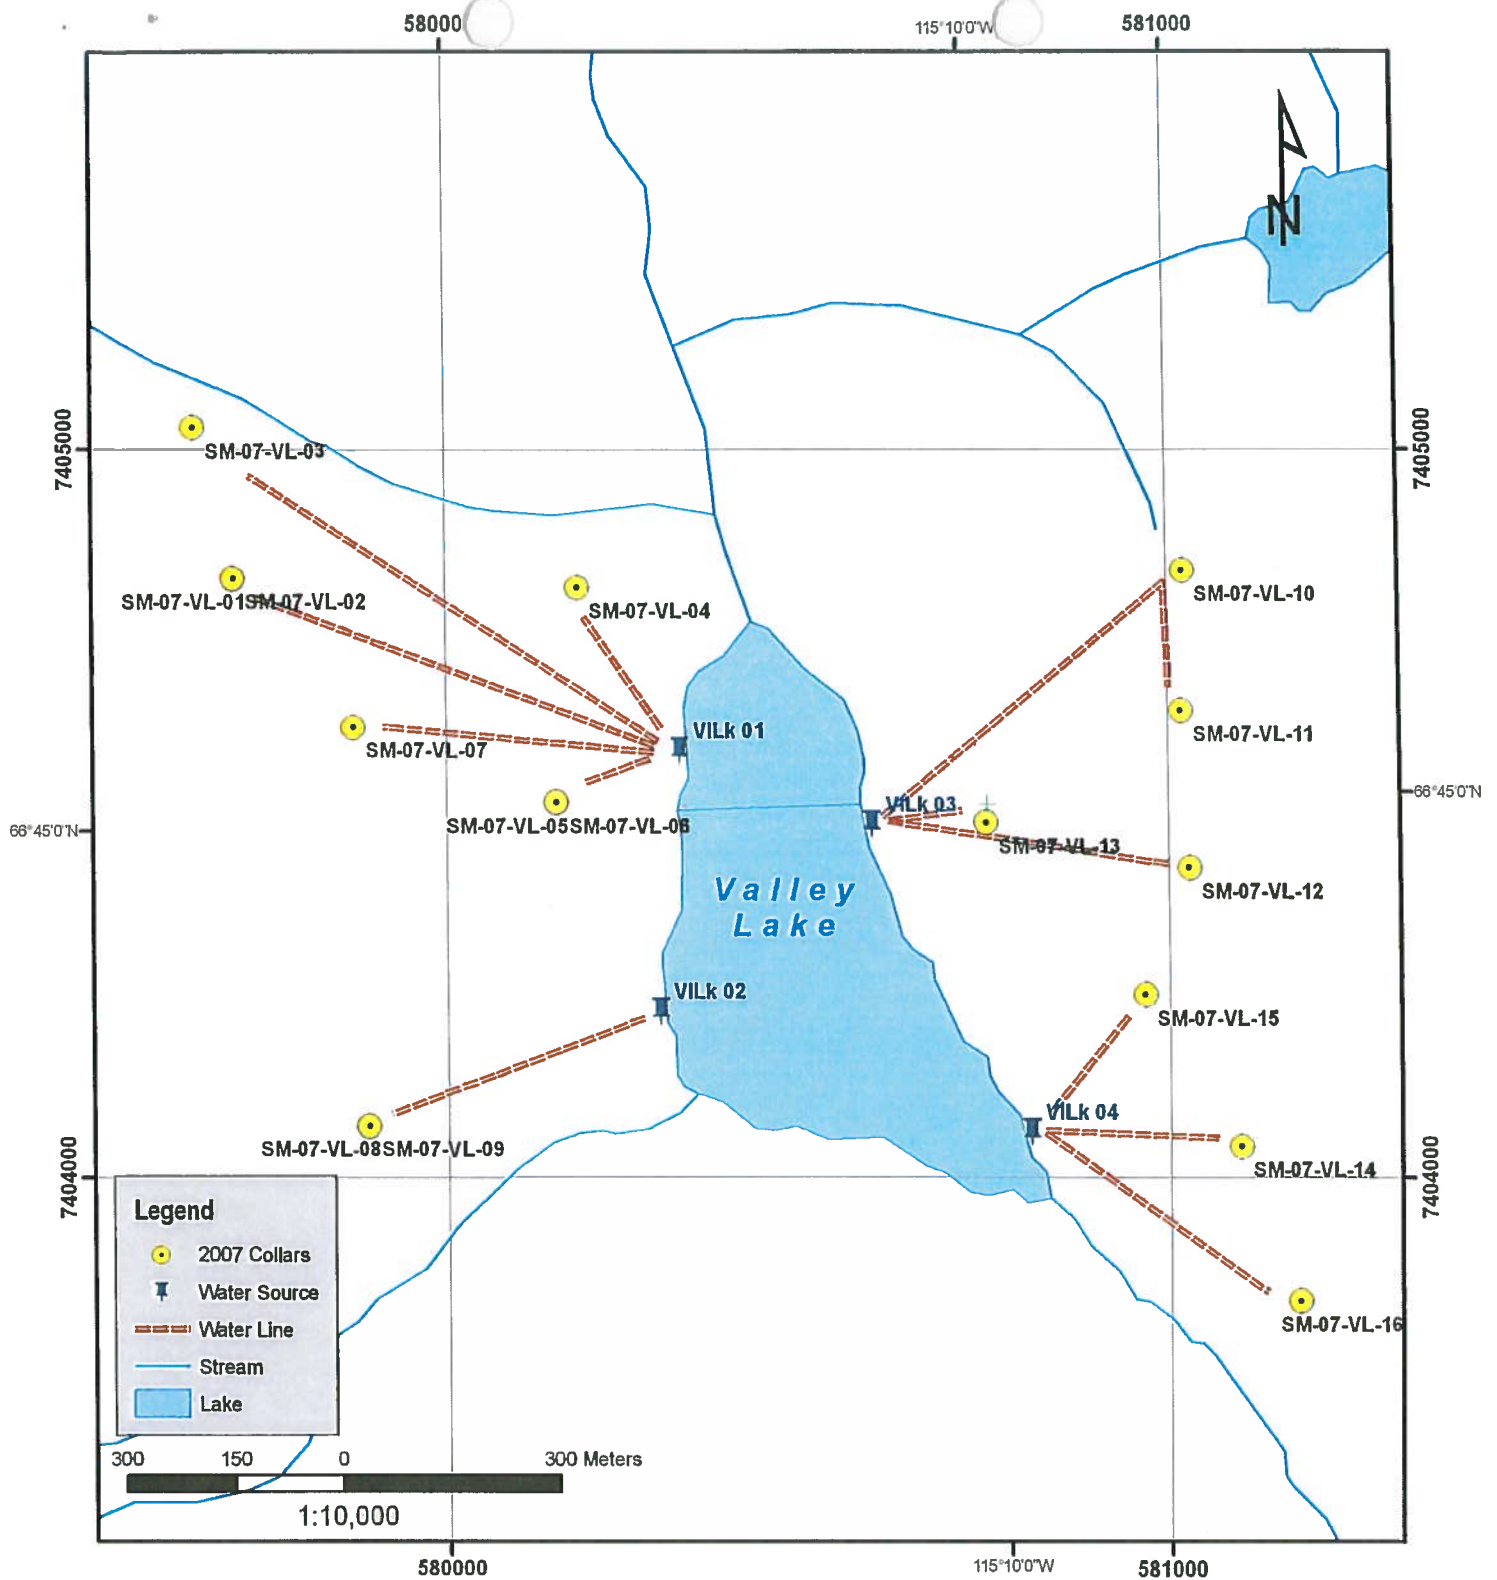 58000
115°10'0"W
581000
N
7405000
7405000
SM-07-VL-03
SM-07-VL-01SM-07-VL-02
SM-07-VL-04
SM-07-VL-10
SM-07-VL-07
VlLk 01
SM-07-VL-11
66°45'0"N
VlLk 03
SM-07-VL-05SM-07-VL-06
66°45'0"N
SM-07-VL-13
SM-07-VL-12
Valley
Lake
VlLk 02
SM-07-VL-15
VlLk 04
SM-07-VL-08SM-07-VL-09
SM-07-VL-14
7404000
7404000
SM-07-VL-16
Legend
2007 Collars
Water Source
Water Line
Stream
Lake
300 150 0 300 Meters
1:10,000
580000
115°10'0"W
581000